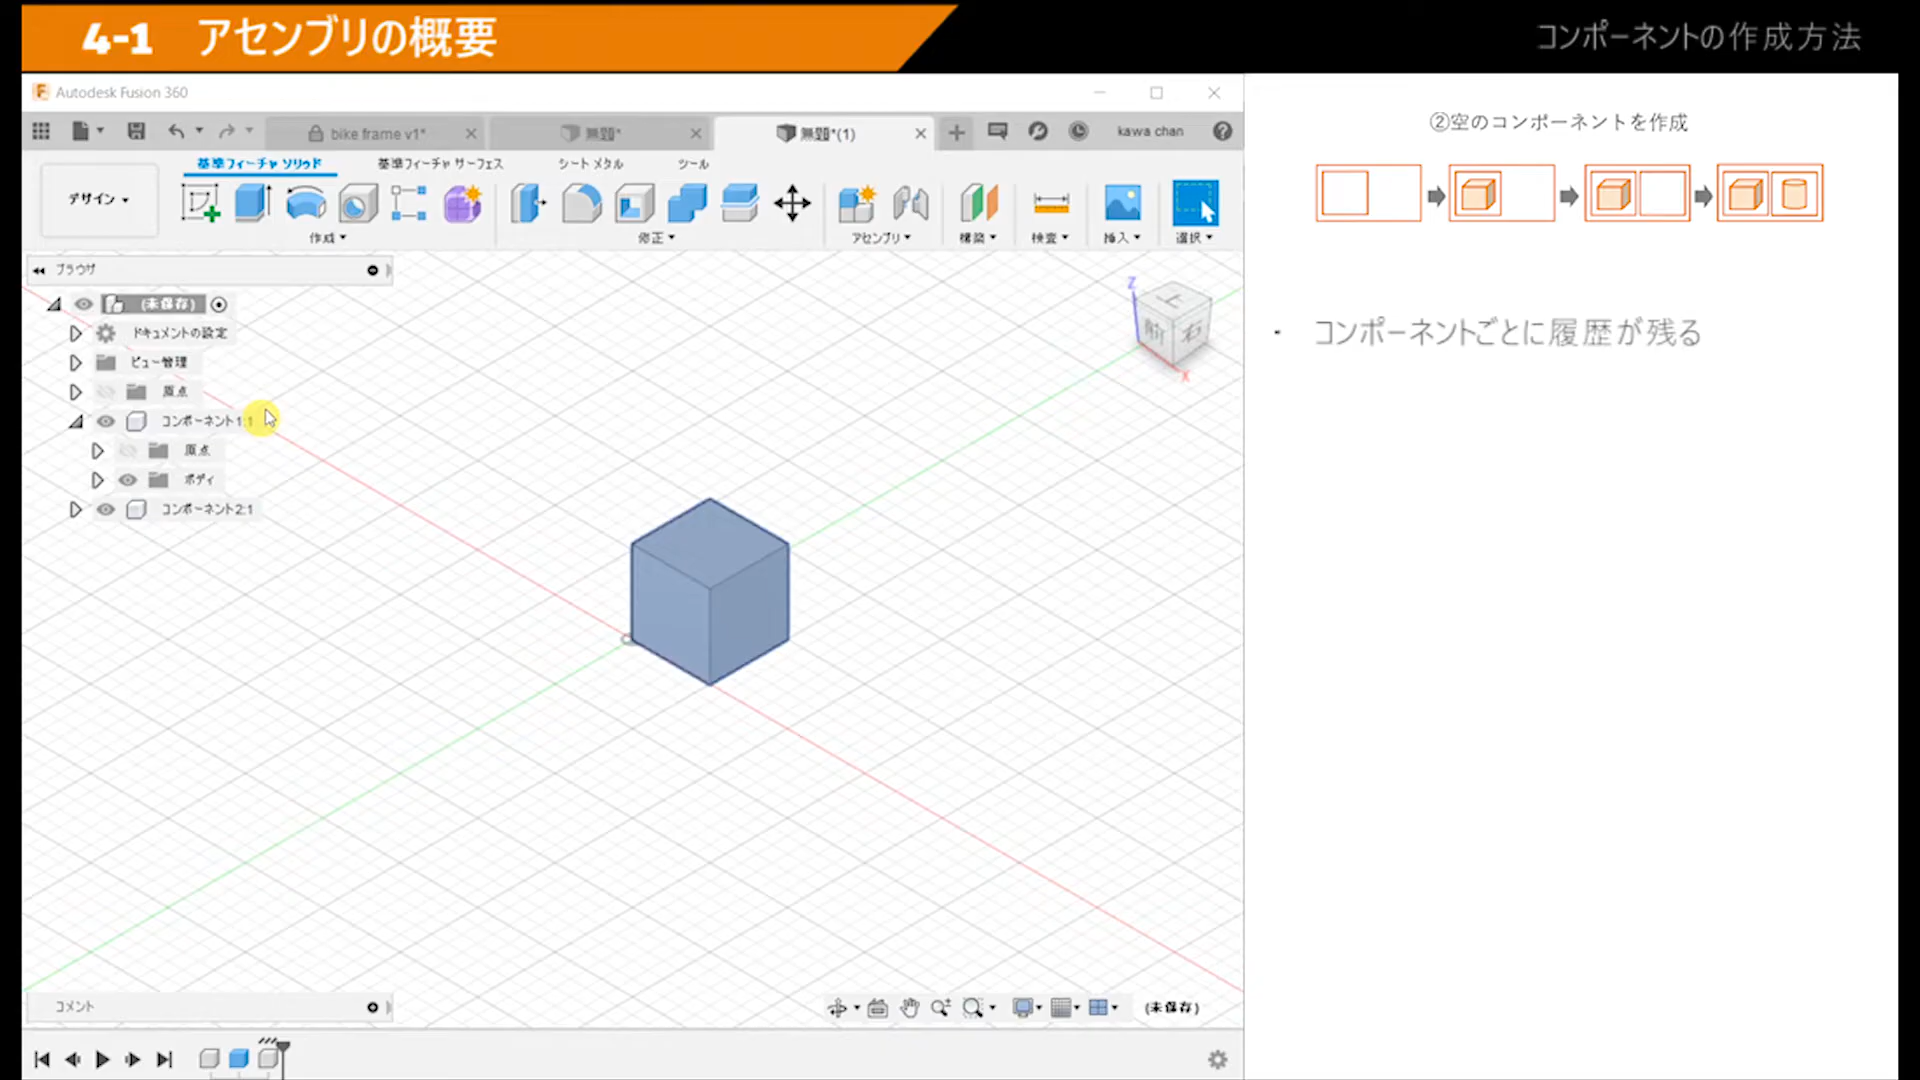 4-1 アセンブリの概要
コンポーネントの作成方法
Autodesk Fusion 360
bike frame v1*
無題*
無題*(1)
kawa chan
基準フィーチャ ソリッド
基準フィーチャ サーフェス
シート メタル
ツール
デザイン
作成
修正
アセンブリ
構築
検査
挿入
選択
ブラウザ
(未保存)
ドキュメントの設定
ビュー管理
原点
コンポーネント1:1
原点
ボディ
コンポーネント2:1
Z
上
前
右
X
コメント
(未保存)
②空のコンポーネントを作成
・ コンポーネントごとに履歴が残る